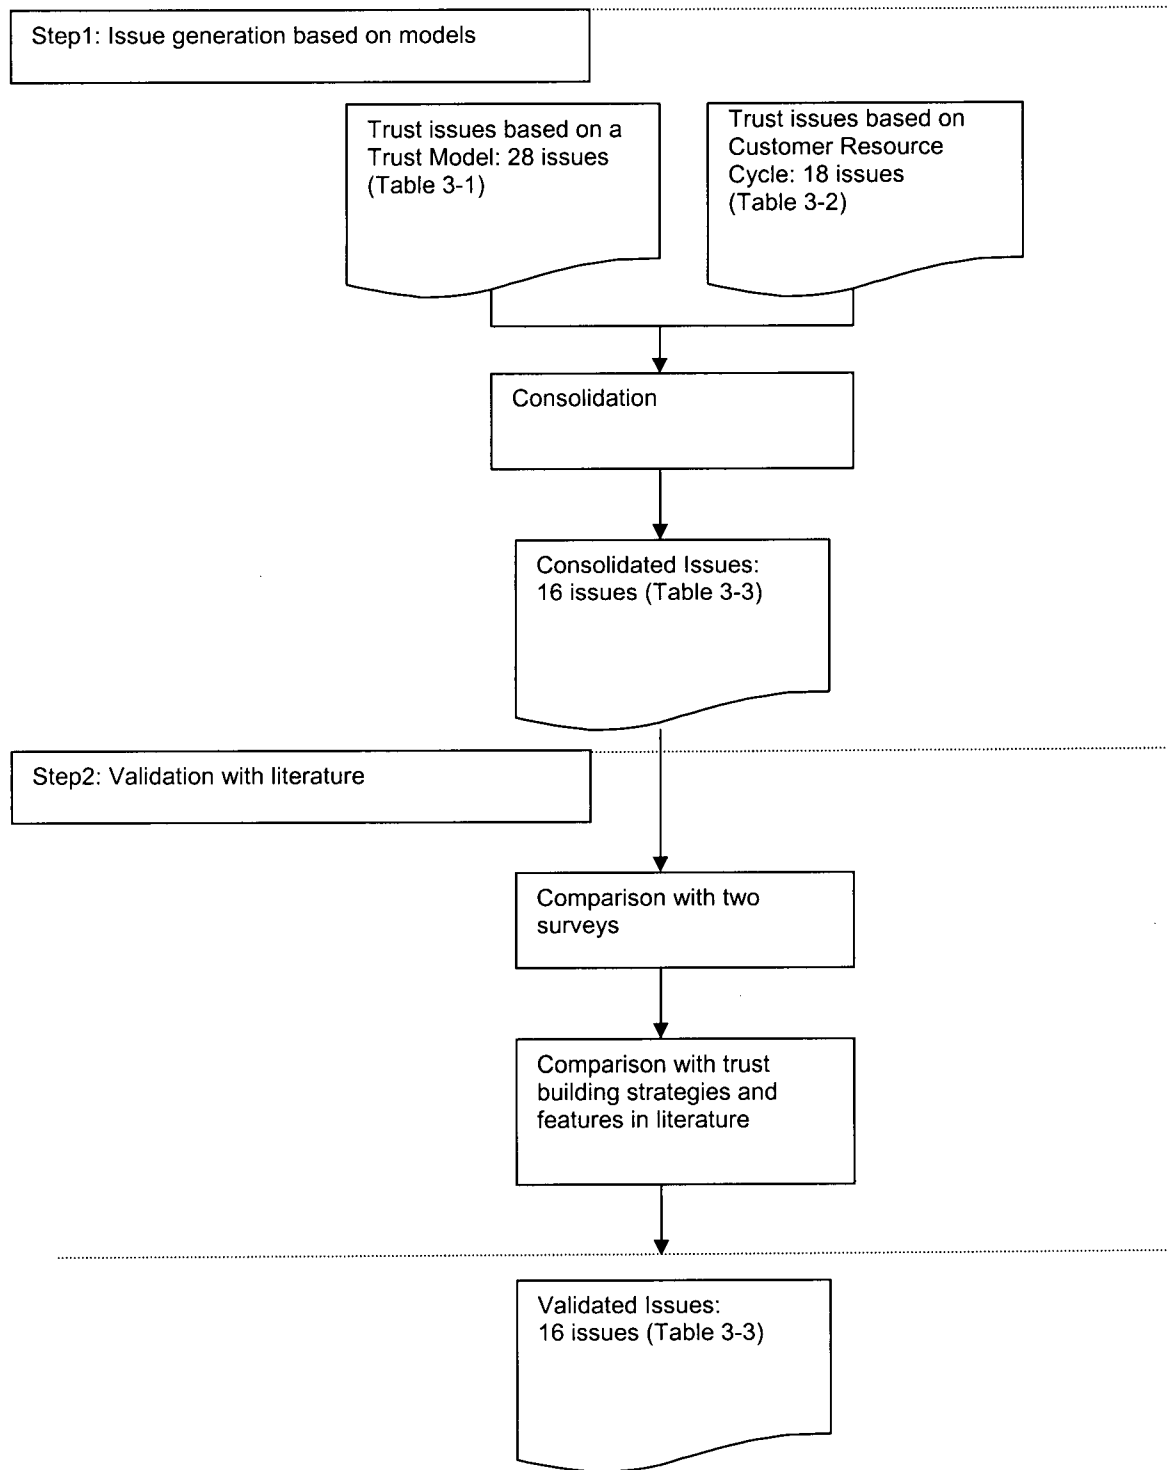 Step1: Issue generation based on models
Trust issues based on a
Trust Model: 28 issues
(Table 3-1)
Trust issues based on
Customer Resource
Cycle: 18 issues
(Table 3-2)
Consolidation
Consolidated Issues:
16 issues (Table 3-3)
Step2: Validation with literature
Comparison with two
surveys
Comparison with trust
building strategies and
features in literature
Validated Issues:
16 issues (Table 3-3)